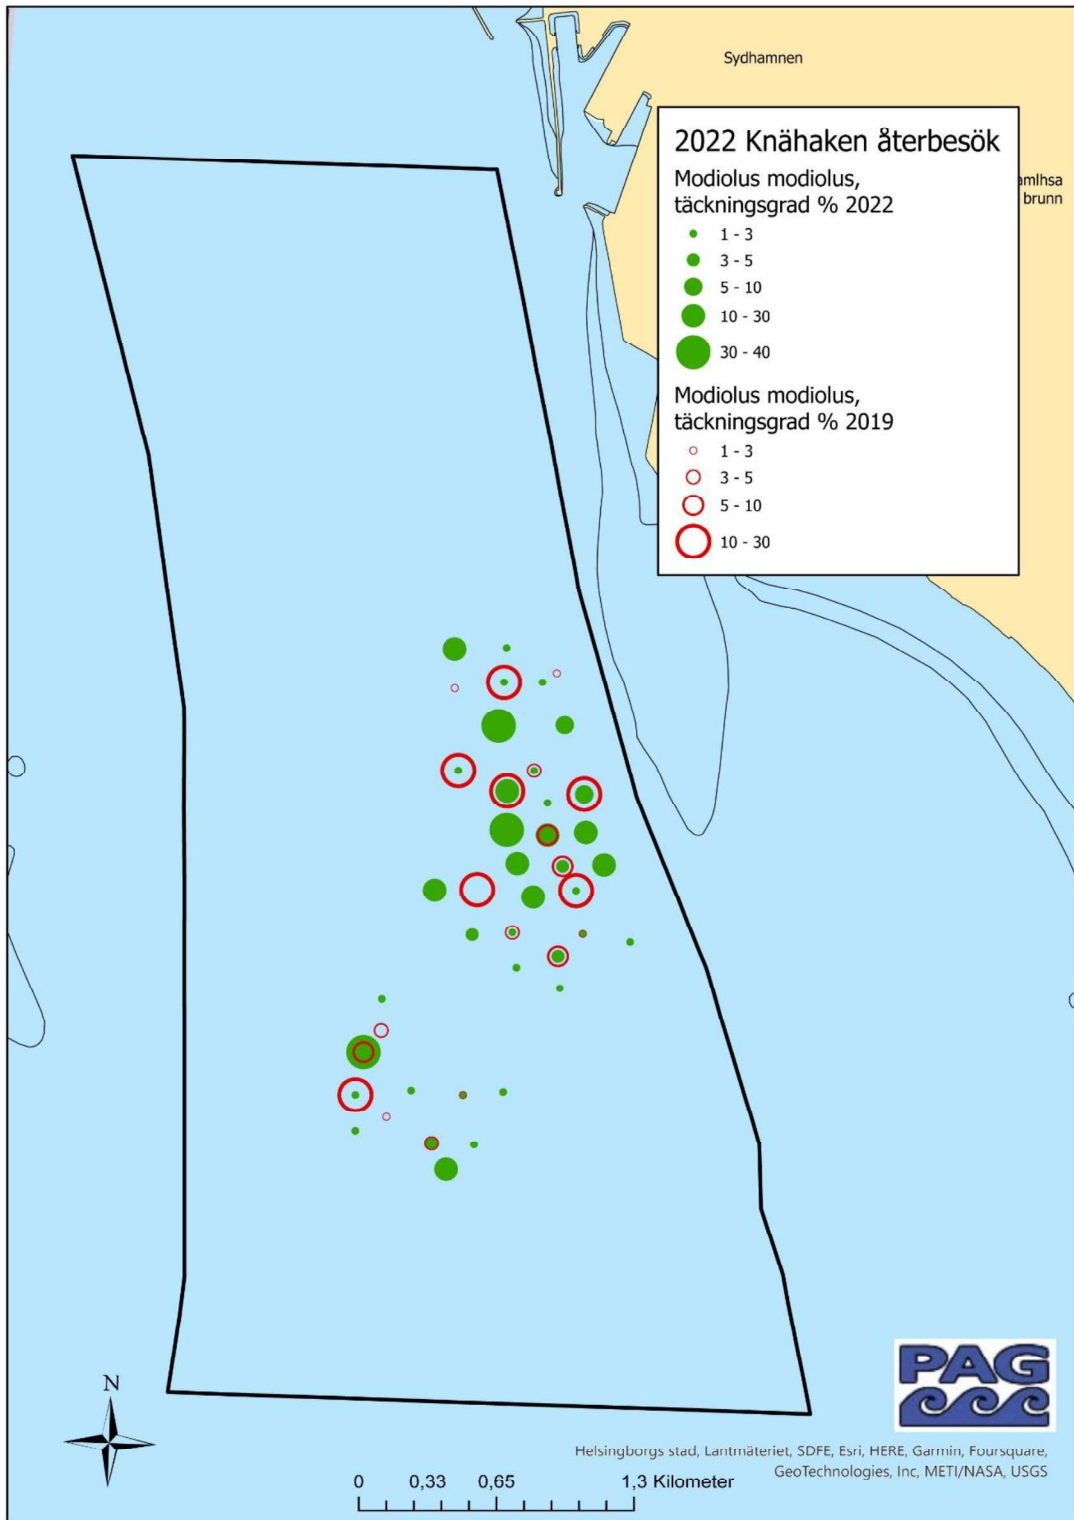 Sydhamnen
2022 Knähaken återbesök
Modiolus modiolus,
täckningsgrad % 2022
1 - 3
3 - 5
5 - 10
10 - 30
30 - 40
Modiolus modiolus,
täckningsgrad % 2019
1 - 3
3 - 5
5 - 10
10 - 30
amlhsa
brunn
N
PAG
Helsingborgs stad, Lantmäteriet, SDFE, Esri, HERE, Garmin, Foursquare,
GeoTechnologies, Inc, METI/NASA, USGS
0 0,33 0,65 1,3 Kilometer